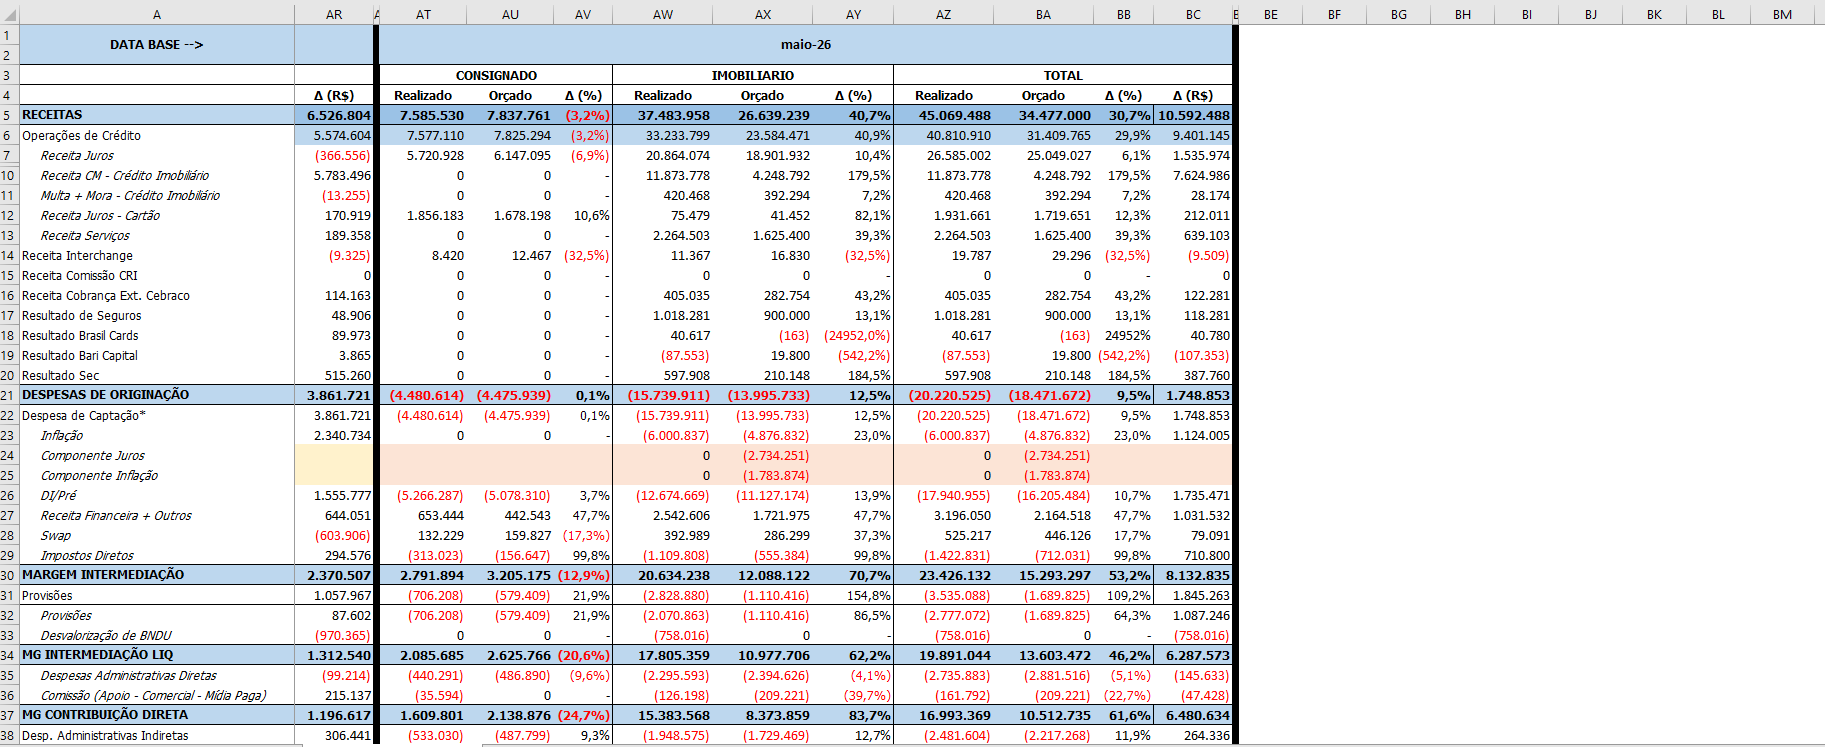 A AR A AT AU AV AW AX AY AZ BA BB BC B BE BF BG BH BI BJ BK BL BM
1 DATA BASE --> maio-26
2
3 CONSIGNADO IMOBILIARIO TOTAL
4 Δ (R$) Realizado Orçado Δ (%) Realizado Orçado Δ (%) Realizado Orçado Δ (%) Δ (R$)
5 RECEITAS 6.526.804 7.585.530 7.837.761 (3,2%) 37.483.958 26.639.239 40,7% 45.069.488 34.477.000 30,7% 10.592.488
6 Operações de Crédito 5.574.604 7.577.110 7.825.294 (3,2%) 33.233.799 23.584.471 40,9% 40.810.910 31.409.765 29,9% 9.401.145
7 Receita Juros (366.556) 5.720.928 6.147.095 (6,9%) 20.864.074 18.901.932 10,4% 26.585.002 25.049.027 6,1% 1.535.974
10 Receita CM - Crédito Imobiliário 5.783.496 0 0 - 11.873.778 4.248.792 179,5% 11.873.778 4.248.792 179,5% 7.624.986
11 Multa + Mora - Crédito Imobiliário (13.255) 0 0 - 420.468 392.294 7,2% 420.468 392.294 7,2% 28.174
12 Receita Juros - Cartão 170.919 1.856.183 1.678.198 10,6% 75.479 41.452 82,1% 1.931.661 1.719.651 12,3% 212.011
13 Receita Serviços 189.358 0 0 - 2.264.503 1.625.400 39,3% 2.264.503 1.625.400 39,3% 639.103
14 Receita Interchange (9.325) 8.420 12.467 (32,5%) 11.367 16.830 (32,5%) 19.787 29.296 (32,5%) (9.509)
15 Receita Comissão CRI 0 0 0 - 0 0 - 0 0 - 0
16 Receita Cobrança Ext. Cebraco 114.163 0 0 - 405.035 282.754 43,2% 405.035 282.754 43,2% 122.281
17 Resultado de Seguros 48.906 0 0 - 1.018.281 900.000 13,1% 1.018.281 900.000 13,1% 118.281
18 Resultado Brasil Cards 89.973 0 0 - 40.617 (163) (24952,0%) 40.617 (163) 24952% 40.780
19 Resultado Bari Capital 3.865 0 0 - (87.553) 19.800 (542,2%) (87.553) 19.800 (542,2%) (107.353)
20 Resultado Sec 515.260 0 0 - 597.908 210.148 184,5% 597.908 210.148 184,5% 387.760
21 DESPESAS DE ORIGINAÇÃO 3.861.721 (4.480.614) (4.475.939) 0,1% (15.739.911) (13.995.733) 12,5% (20.220.525) (18.471.672) 9,5% 1.748.853
22 Despesa de Captação* 3.861.721 (4.480.614) (4.475.939) 0,1% (15.739.911) (13.995.733) 12,5% (20.220.525) (18.471.672) 9,5% 1.748.853
23 Inflação 2.340.734 0 0 - (6.000.837) (4.876.832) 23,0% (6.000.837) (4.876.832) 23,0% 1.124.005
24 Componente Juros 0 (2.734.251) 0 (2.734.251)
25 Componente Inflação 0 (1.783.874) 0 (1.783.874)
26 DI/Pré 1.555.777 (5.266.287) (5.078.310) 3,7% (12.674.669) (11.127.174) 13,9% (17.940.955) (16.205.484) 10,7% 1.735.471
27 Receita Financeira + Outros 644.051 653.444 442.543 47,7% 2.542.606 1.721.975 47,7% 3.196.050 2.164.518 47,7% 1.031.532
28 Swap (603.906) 132.229 159.827 (17,3%) 392.989 286.299 37,3% 525.217 446.126 17,7% 79.091
29 Impostos Diretos 294.576 (313.023) (156.647) 99,8% (1.109.808) (555.384) 99,8% (1.422.831) (712.031) 99,8% 710.800
30 MARGEM INTERMEDIAÇÃO 2.370.507 2.791.894 3.205.175 (12,9%) 20.634.238 12.088.122 70,7% 23.426.132 15.293.297 53,2% 8.132.835
31 Provisões 1.057.967 (706.208) (579.409) 21,9% (2.828.880) (1.110.416) 154,8% (3.535.088) (1.689.825) 109,2% 1.845.263
32 Provisões 87.602 (706.208) (579.409) 21,9% (2.070.863) (1.110.416) 86,5% (2.777.072) (1.689.825) 64,3% 1.087.246
33 Desvalorização de BNDU (970.365) 0 0 - (758.016) 0 - (758.016) 0 - (758.016)
34 MG INTERMEDIAÇÃO LIQ 1.312.540 2.085.685 2.625.766 (20,6%) 17.805.359 10.977.706 62,2% 19.891.044 13.603.472 46,2% 6.287.573
35 Despesas Administrativas Diretas (99.214) (440.291) (486.890) (9,6%) (2.295.593) (2.394.626) (4,1%) (2.735.883) (2.881.516) (5,1%) (145.633)
36 Comissão (Apoio - Comercial - Mídia Paga) 215.137 (35.594) 0 - (126.198) (209.221) (39,7%) (161.792) (209.221) (22,7%) (47.428)
37 MG CONTRIBUIÇÃO DIRETA 1.196.617 1.609.801 2.138.876 (24,7%) 15.383.568 8.373.859 83,7% 16.993.369 10.512.735 61,6% 6.480.634
38 Desp. Administrativas Indiretas 306.441 (533.030) (487.799) 9,3% (1.948.575) (1.729.469) 12,7% (2.481.604) (2.217.268) 11,9% 264.336